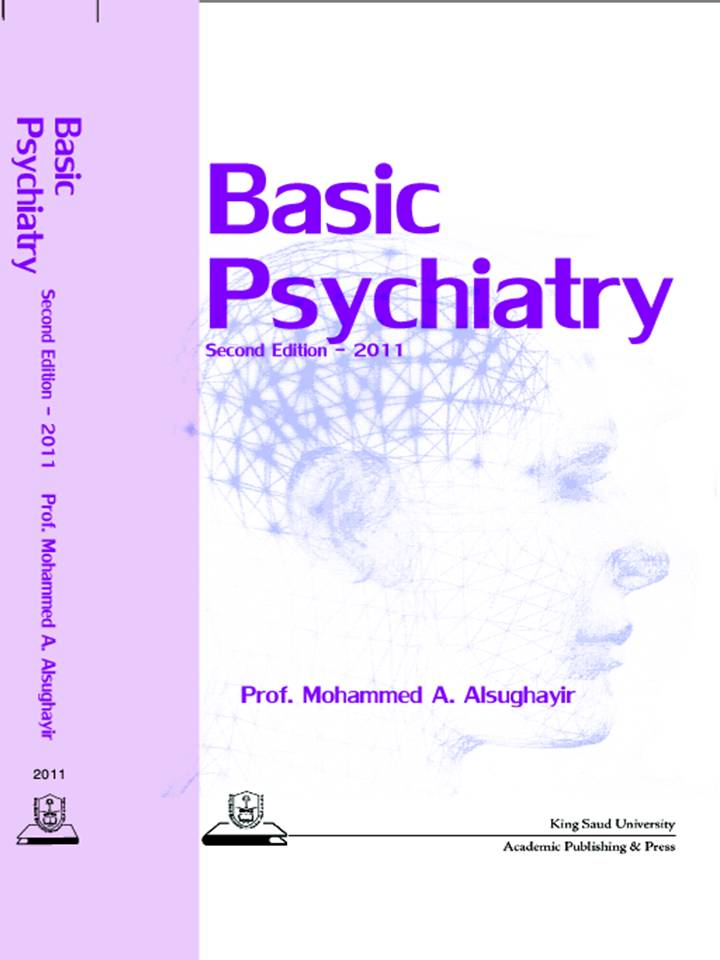 Basic
Psychiatry
Second Edition - 2011
Prof. Mohammed A. Alsughayir
2011
Basic
Psychiatry
Second Edition - 2011
Prof. Mohammed A. Alsughayir
King Saud University
Academic Publishing & Press